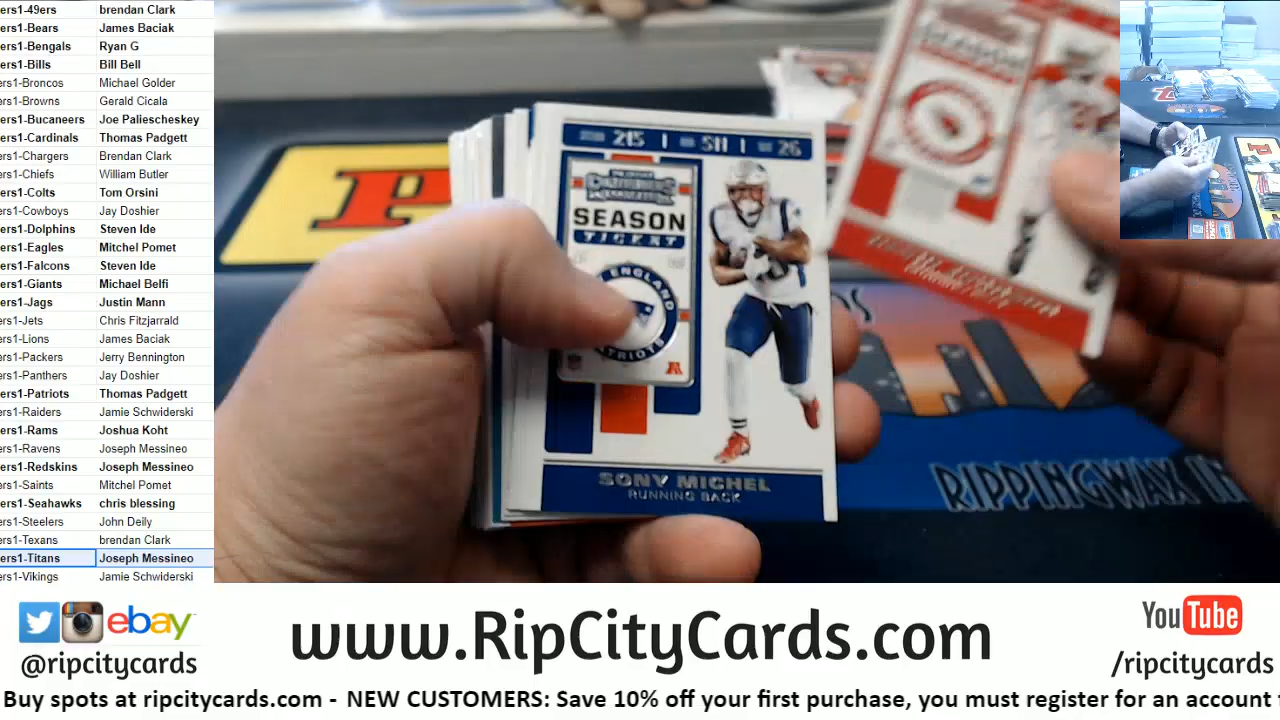 ers1-49ers brendan Clark
ers1-Bears James Baciak
ers1-Bengals Ryan G
ers1-Bills Bill Bell
ers1-Broncos Michael Golder
ers1-Browns Gerald Cicala
ers1-Bucaneers Joe Paliescheskey
ers1-Cardinals Thomas Padgett
ers1-Chargers Brendan Clark
ers1-Chiefs William Butler
ers1-Colts Tom Orsini
ers1-Cowboys Jay Doshier
ers1-Dolphins Steven Ide
ers1-Eagles Mitchel Pomet
ers1-Falcons Steven Ide
ers1-Giants Michael Belfi
ers1-Jags Justin Mann
ers1-Jets Chris Fitzjarrald
ers1-Lions James Baciak
ers1-Packers Jerry Bennington
ers1-Panthers Jay Doshier
ers1-Patriots Thomas Padgett
ers1-Raiders Jamie Schwiderski
ers1-Rams Joshua Koht
ers1-Ravens Joseph Messineo
ers1-Redskins Joseph Messineo
ers1-Saints Mitchel Pomet
ers1-Seahawks chris blessing
ers1-Steelers John Deily
ers1-Texans brendan Clark
ers1-Titans Joseph Messineo
ers1-Vikings Jamie Schwiderski
215 511 26
SEASON
TICKET
ENGLAND
SONY MICHEL
RUNNING BACK
SEASON
RIPPINGWAX IN
ebay
@ripcitycards
www.RipCityCards.com
YouTube
/ripcitycards
Buy spots at ripcitycards.com - NEW CUSTOMERS: Save 10% off your first purchase, you must register for an account